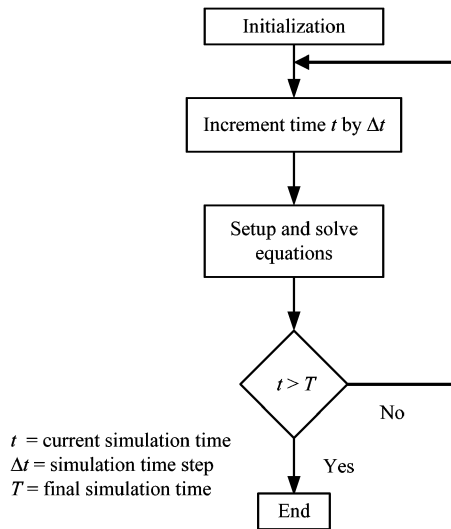 Initialization
Increment time t by Δt
Setup and solve
equations
t > T
No
Yes
End
t = current simulation time
Δt = simulation time step
T = final simulation time